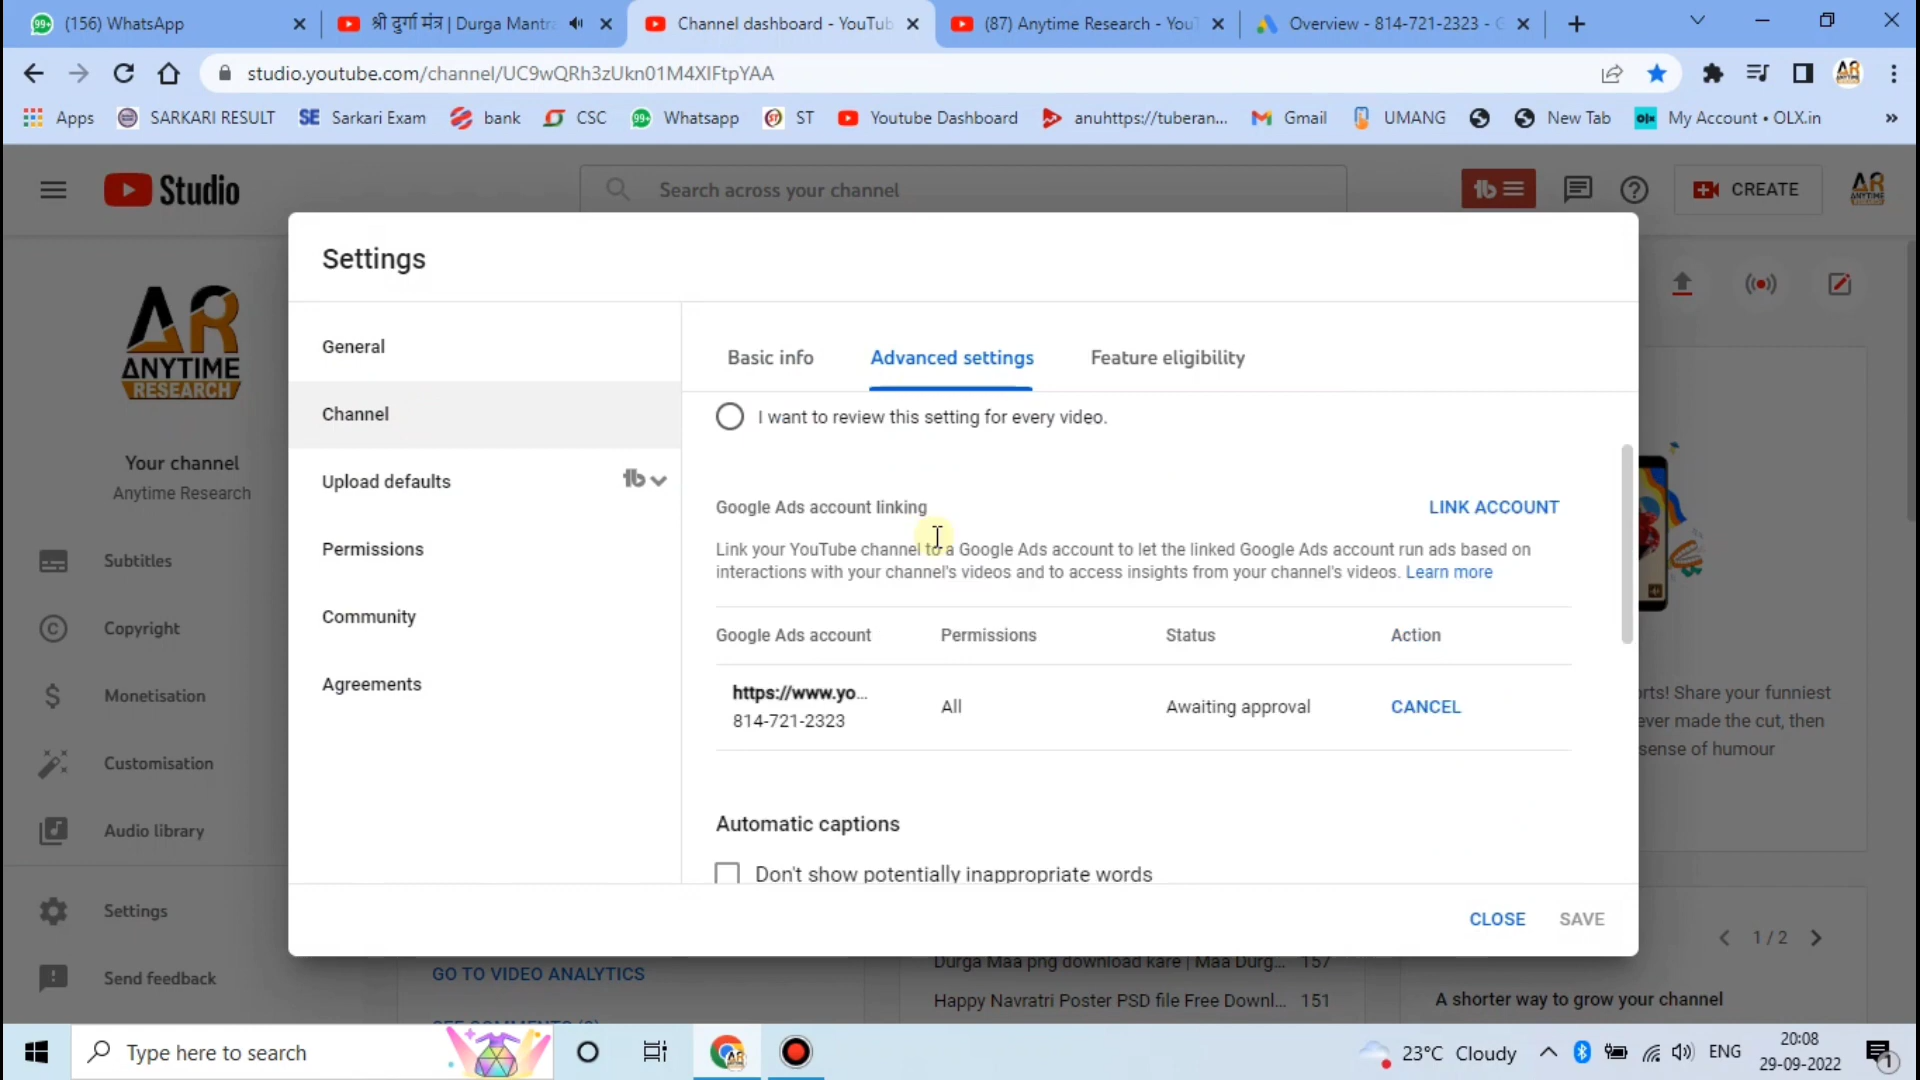 (156) WhatsApp
श्री दुर्गा मंत्र | Durga Mantra
Channel dashboard - YouTub
(87) Anytime Research - You
Overview - 814-721-2323 - G
studio.youtube.com/channel/UC9wQRh3zUkn01M4XIFtpYAA
Apps SARKARI RESULT SE Sarkari Exam bank CSC 99+ Whatsapp ST Youtube Dashboard anuhttps://tuberan... Gmail UMANG New Tab olx My Account • OLX.in »
Studio
Search across your channel
CREATE
Settings
AR
ANYTIME
RESEARCH
General
Basic info Advanced settings Feature eligibility
Channel
I want to review this setting for every video.
Your channel
Anytime Research
Upload defaults
Google Ads account linking LINK ACCOUNT
Link your YouTube channel to a Google Ads account to let the linked Google Ads account run ads based on
interactions with your channel's videos and to access insights from your channel's videos. Learn more
Permissions
Subtitles
Community
Copyright
Google Ads account Permissions Status Action
Agreements
https://www.yo...
814-721-2323
All Awaiting approval CANCEL
Monetisation
Customisation
Audio library
rts! Share your funniest
ever made the cut, then
sense of humour
Automatic captions
Don't show potentially inappropriate words
Settings
CLOSE SAVE
1 / 2
Send feedback
GO TO VIDEO ANALYTICS
Durga Maa png download kare | Maa Durg... 157
Happy Navratri Poster PSD file Free Downl... 151
A shorter way to grow your channel
Type here to search
23°C Cloudy
ENG
20:08
29-09-2022
1